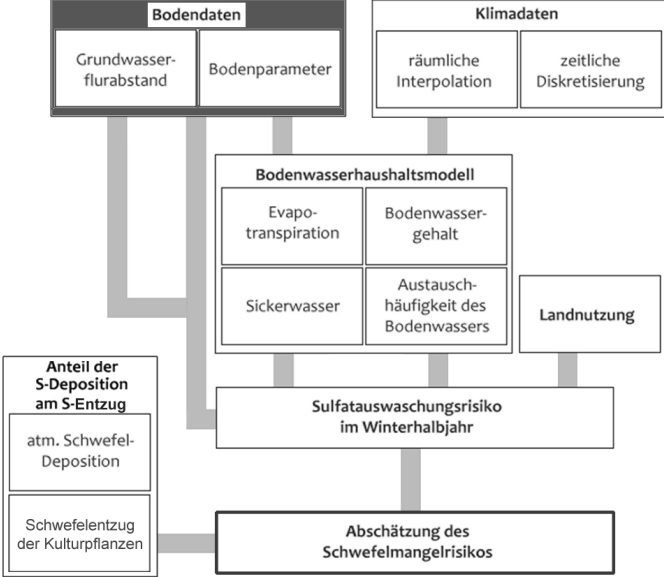 Bodendaten
Grundwasser-
flurabstand
Bodenparameter
Klimadaten
räumliche
Interpolation
zeitliche
Diskretisierung
Bodenwasserhaushaltsmodell
Evapo-
transpiration
Bodenwasser-
gehalt
Sickerwasser
Austausch-
häufigkeit des
Bodenwassers
Landnutzung
Anteil der
S-Deposition
am S-Entzug
atm. Schwefel-
Deposition
Schwefelentzug
der Kulturpflanzen
Sulfatauswaschungsrisiko
im Winterhalbjahr
Abschätzung des
Schwefelmangelrisikos